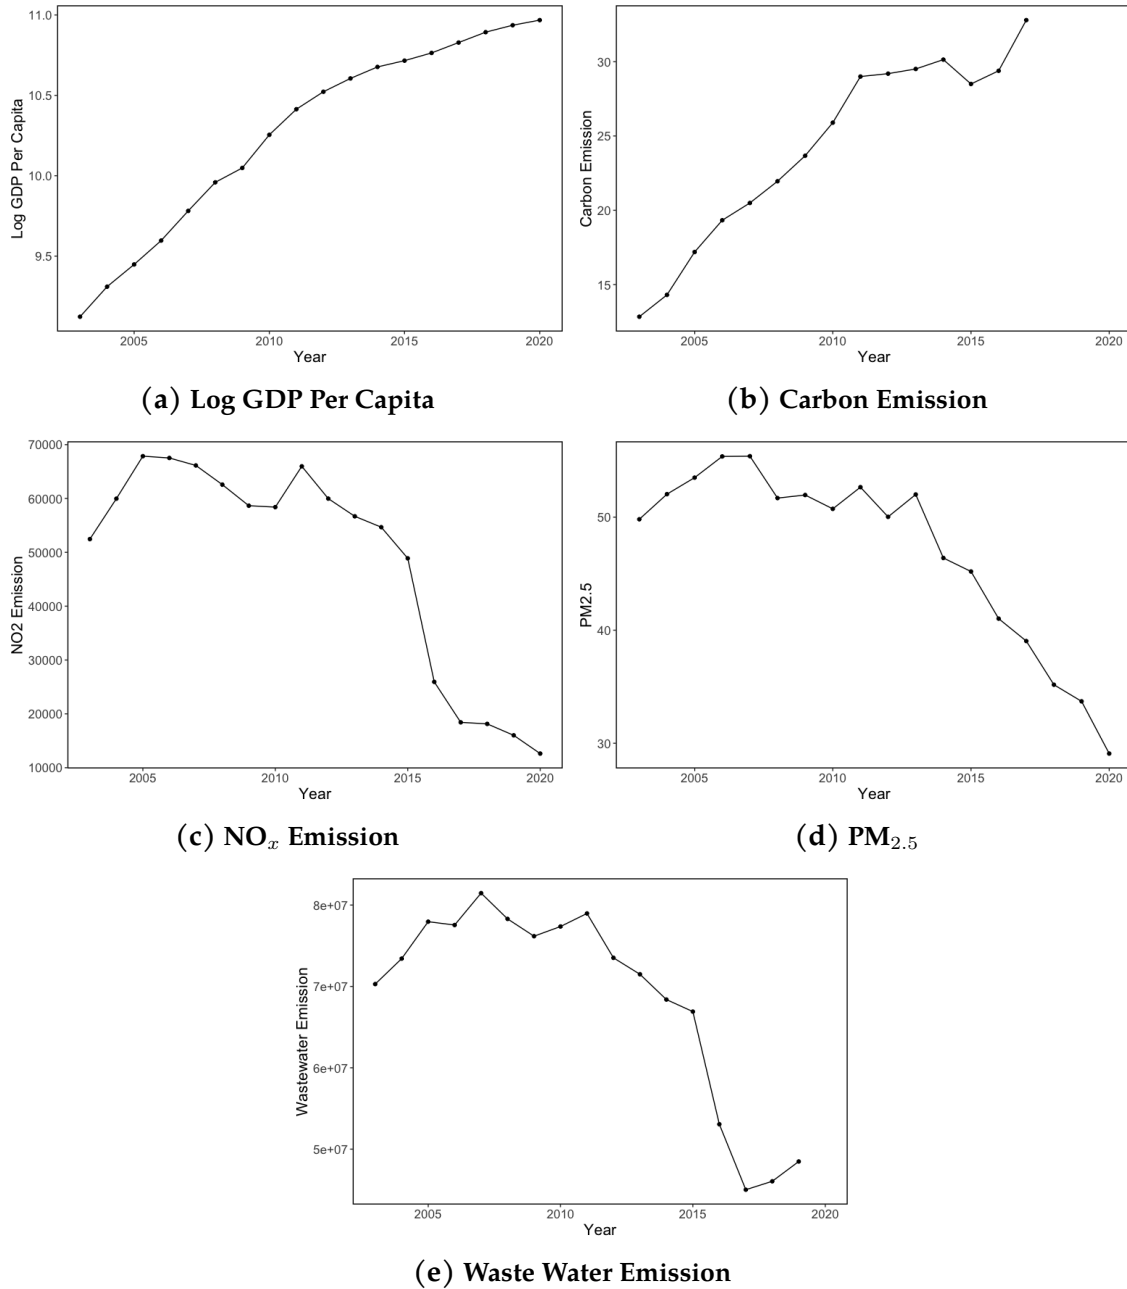 11.0
10.5
10.0
9.5
Log GDP Per Capita
2005 2010 2015 2020
Year
(a) Log GDP Per Capita
30
25
20
15
Carbon Emission
2005 2010 2015 2020
Year
(b) Carbon Emission
70000
60000
50000
40000
30000
20000
10000
NO2 Emission
2005 2010 2015 2020
Year
(c) NOx Emission
50
40
30
PM2.5
2005 2010 2015 2020
Year
(d) PM2.5
8e+07
7e+07
6e+07
5e+07
Wastewater Emission
2005 2010 2015 2020
Year
(e) Waste Water Emission